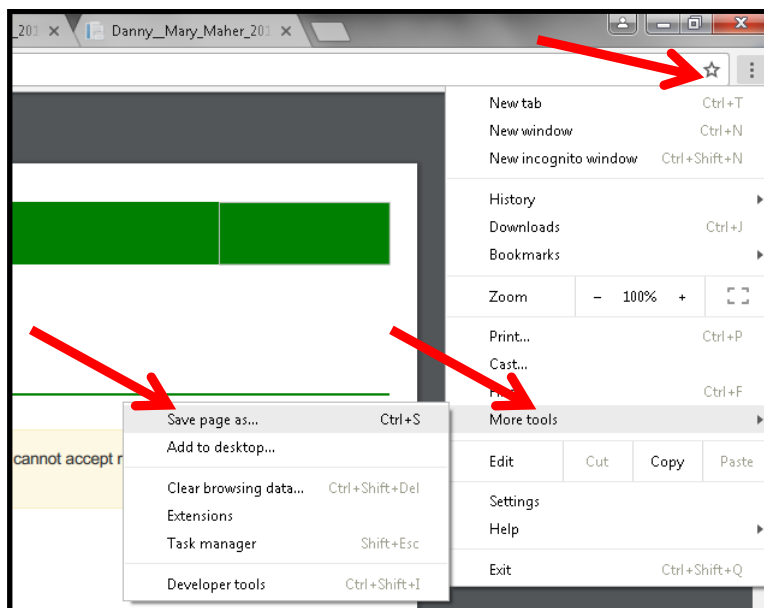 _201
Danny__Mary_Maher_201
New tab Ctrl+T
New window Ctrl+N
New incognito window Ctrl+Shift+N
History
Downloads Ctrl+J
Bookmarks
Zoom - 100% +
Print... Ctrl+P
Cast...
Ctrl+F
More tools
Edit Cut Copy Paste
Settings
Help
Exit Ctrl+Shift+Q
Save page as... Ctrl+S
Add to desktop...
Clear browsing data... Ctrl+Shift+Del
Extensions
Task manager Shift+Esc
Developer tools Ctrl+Shift+I
cannot accept r